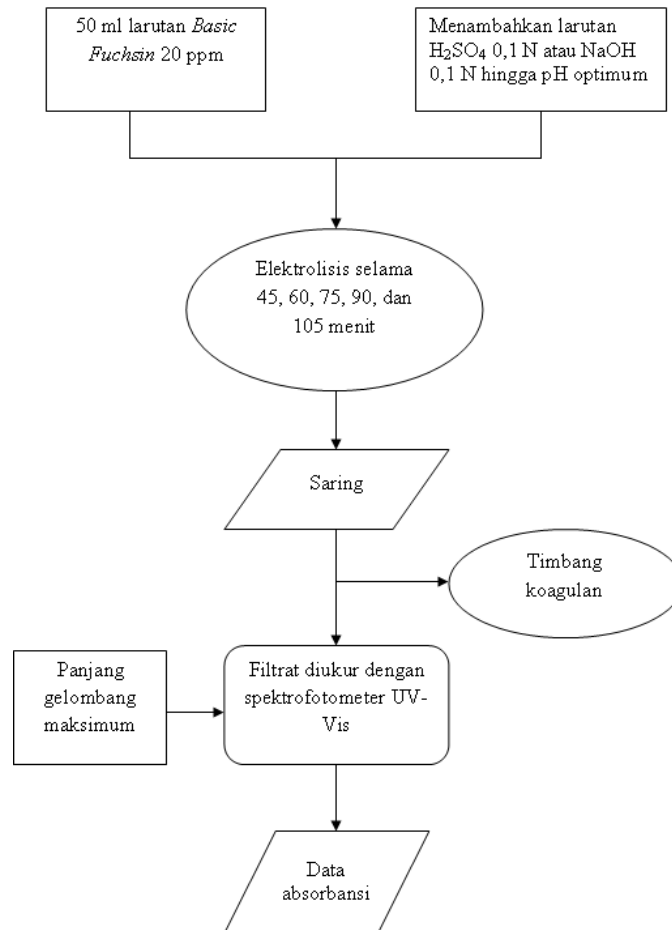 50 ml larutan Basic
Fuchsin 20 ppm
Menambahkan larutan
H₂SO₄ 0,1 N atau NaOH
0,1 N hingga pH optimum
Elektrolisis selama
45, 60, 75, 90, dan
105 menit
Saring
Timbang
koagulan
Panjang
gelombang
maksimum
Filtrat diukur dengan
spektrofotometer UV-
Vis
Data
absorbansi